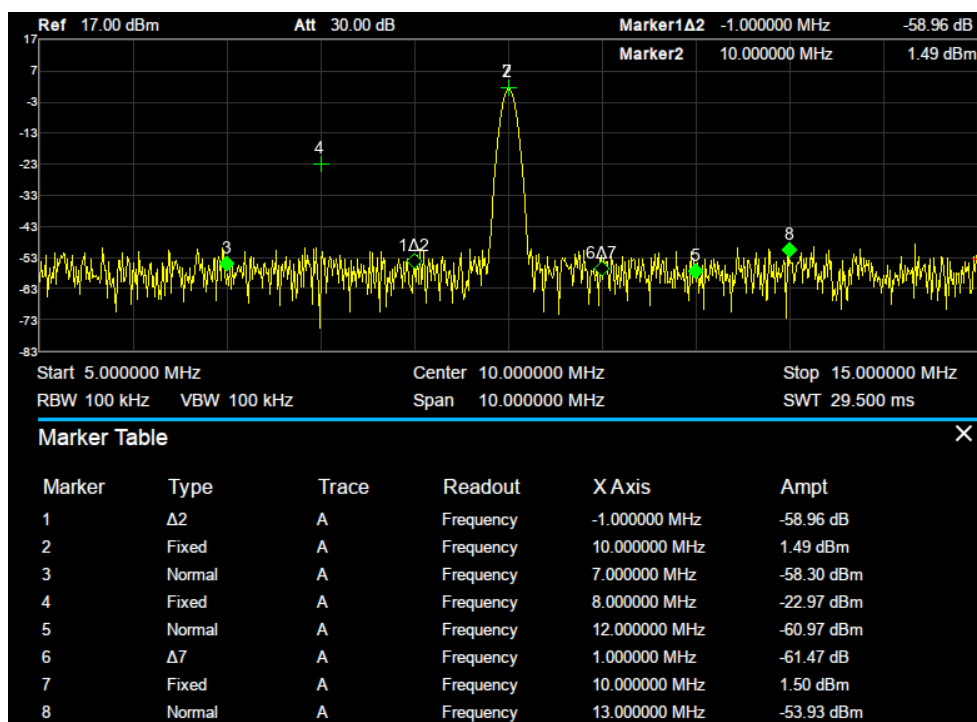 Ref 17.00 dBm Att 30.00 dB Marker1Δ2 -1.000000 MHz -58.96 dB
17
Marker2 10.000000 MHz 1.49 dBm
7
-3
-13
4
-23
-33
-43
3 1Δ2 6Δ7 5 8
-53
-63
-73
-83
Start 5.000000 MHz Center 10.000000 MHz Stop 15.000000 MHz
RBW 100 kHz VBW 100 kHz Span 10.000000 MHz SWT 29.500 ms
Marker Table
Marker Type Trace Readout X Axis Ampt
1 Δ2 A Frequency -1.000000 MHz -58.96 dB
2 Fixed A Frequency 10.000000 MHz 1.49 dBm
3 Normal A Frequency 7.000000 MHz -58.30 dBm
4 Fixed A Frequency 8.000000 MHz -22.97 dBm
5 Normal A Frequency 12.000000 MHz -60.97 dBm
6 Δ7 A Frequency 1.000000 MHz -61.47 dB
7 Fixed A Frequency 10.000000 MHz 1.50 dBm
8 Normal A Frequency 13.000000 MHz -53.93 dBm